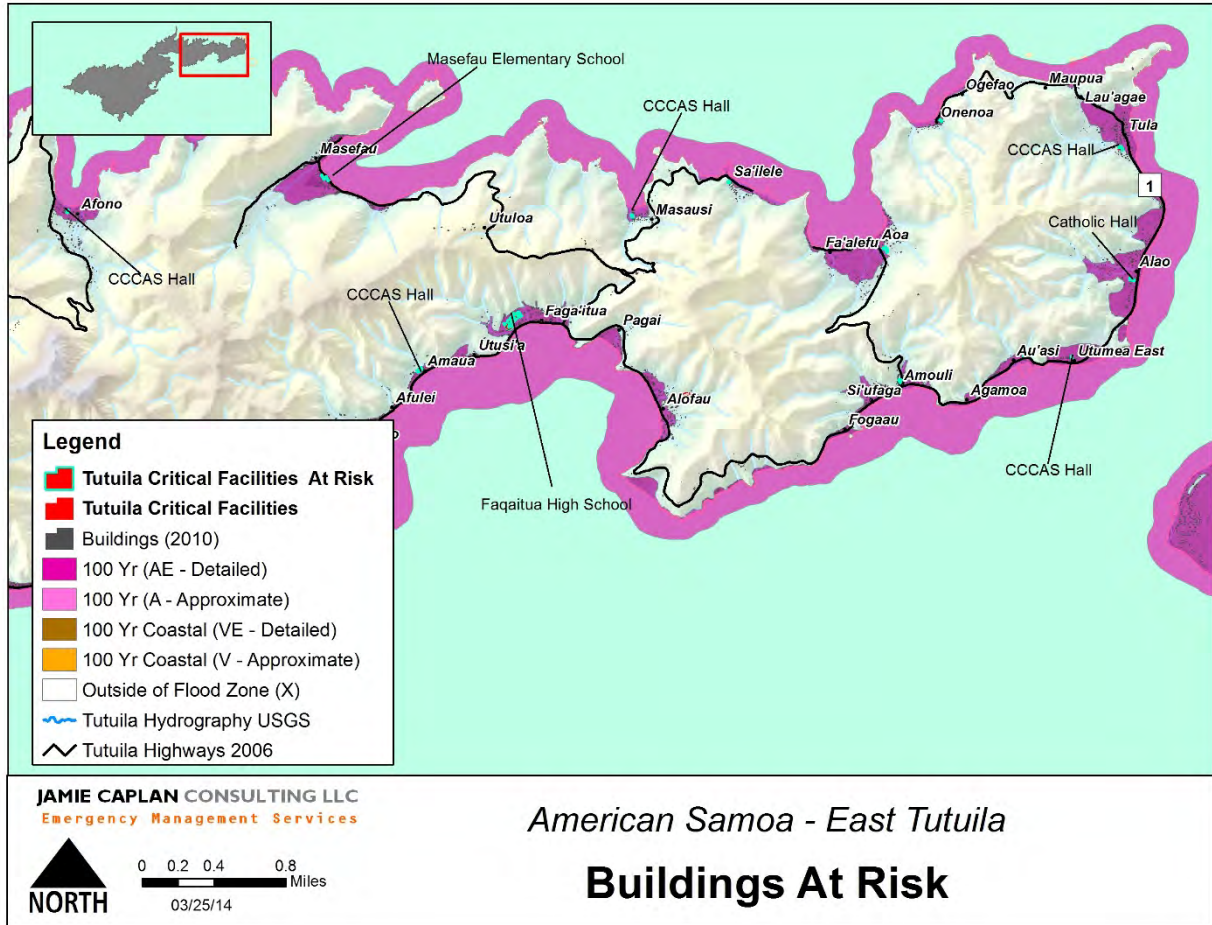 Masefau Elementary School
CCCAS Hall
Ogefao
Maupua
Lau'agae
Onenoa
Tula
CCCAS Hall
Masefau
Sa'ilele
1
Afono
Masausi
Utuloa
Catholic Hall
Fa'alefu
Aoa
Alao
CCCAS Hall
CCCAS Hall
Faga'itua
Pagai
Utusi'a
Amaua
Au'asi
Utumea East
Amouli
Si'ufaga
Agamoa
Afulei
Alofau
Fogaau
o
CCCAS Hall
Faqaitua High School
Legend
Tutuila Critical Facilities At Risk
Tutuila Critical Facilities
Buildings (2010)
100 Yr (AE - Detailed)
100 Yr (A - Approximate)
100 Yr Coastal (VE - Detailed)
100 Yr Coastal (V - Approximate)
Outside of Flood Zone (X)
Tutuila Hydrography USGS
Tutuila Highways 2006
JAMIE CAPLAN CONSULTING LLC
Emergency Management Services
NORTH
0 0.2 0.4 0.8
Miles
03/25/14
American Samoa - East Tutuila
Buildings At Risk